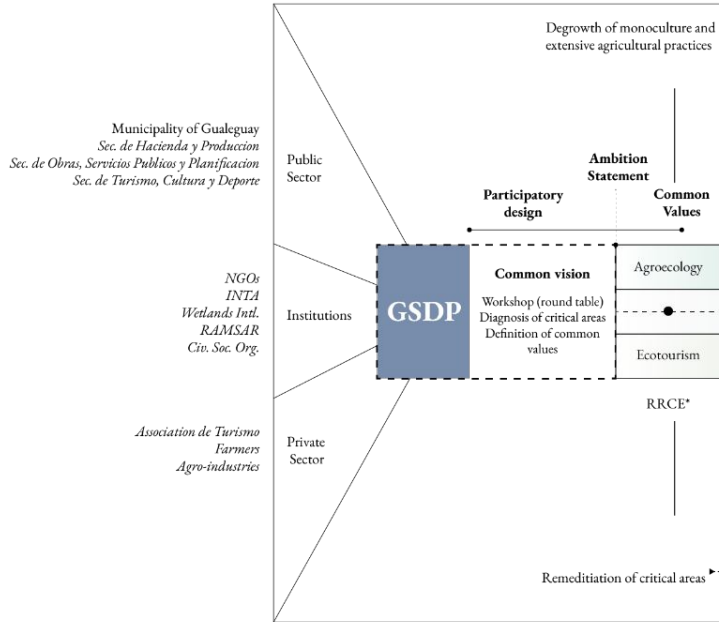 Degrowth of monoculture and
extensive agricultural practices
Municipality of Gualeguay
Sec. de Hacienda y Produccion
Sec. de Obras, Servicios Publicos y Planificacion
Sec. de Turismo, Cultura y Deporte
Public
Sector
Ambition
Statement
Participatory
design
Common
Values
NGOs
INTA
Wetlands Intl.
RAMSAR
Civ. Soc. Org.
Institutions
GSDP
Common vision
Workshop (round table)
Diagnosis of critical areas
Definition of common
values
Agroecology
Ecotourism
RRCE*
Association de Turismo
Farmers
Agro-industries
Private
Sector
Remeditiation of critical areas